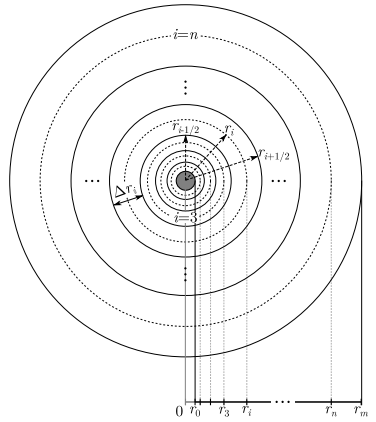 i=n
r_{i-1/2}
r_i
r_{i+1/2}
Δr_i
i=3
0 r_0 r_3 r_i r_n r_m